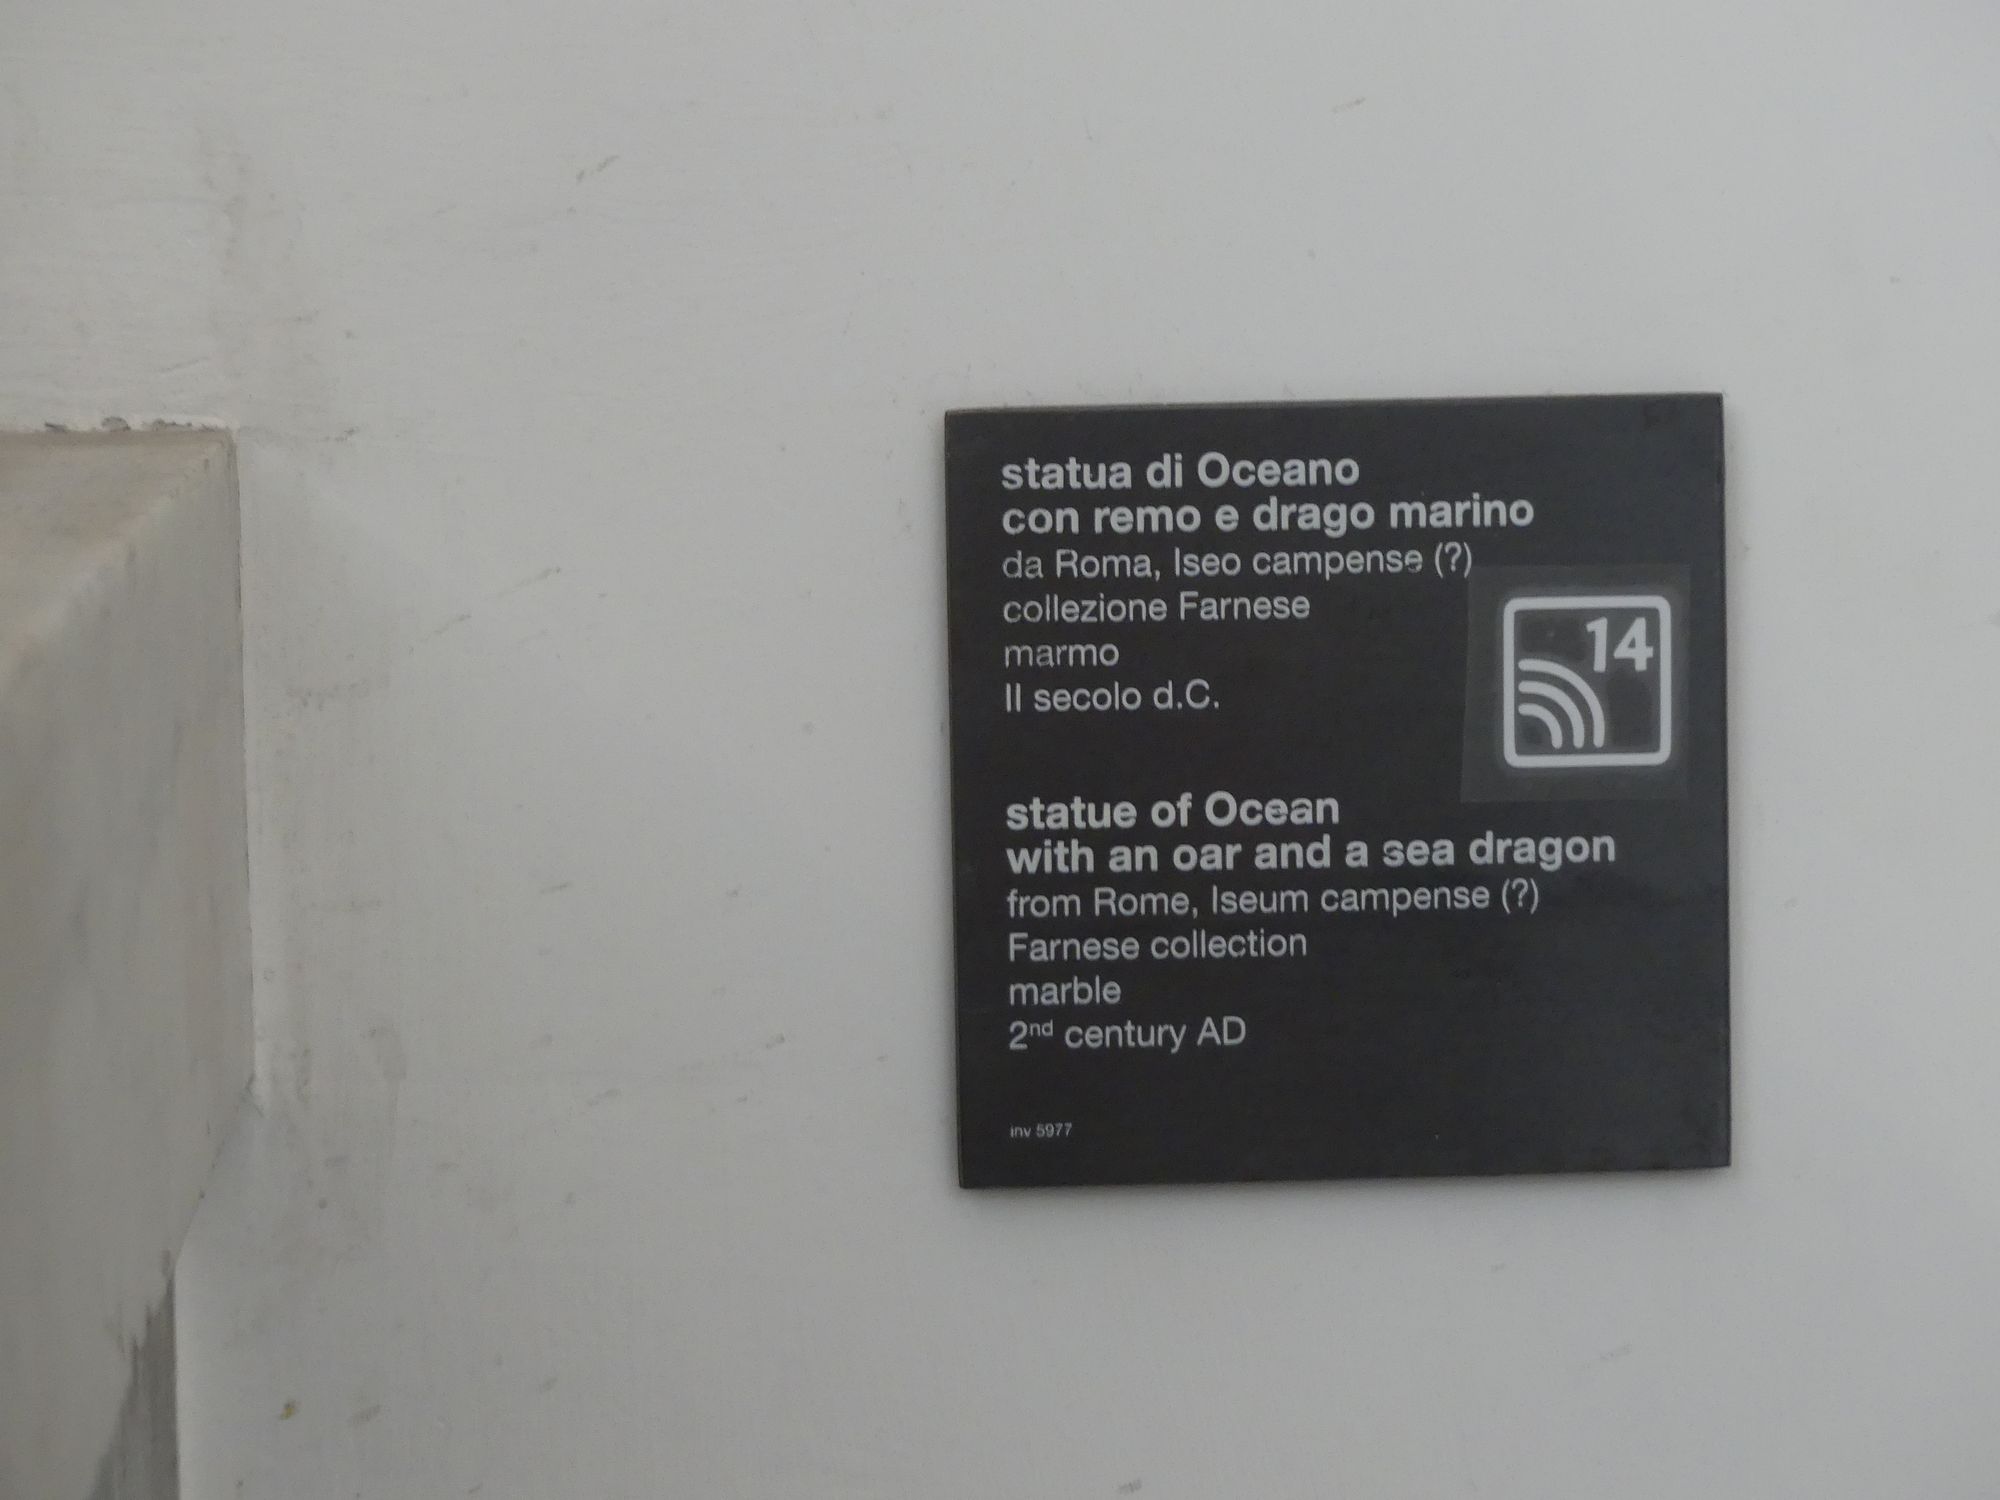 statua di Oceano
con remo e drago marino
da Roma, Iseo campense (?)
collezione Farnese
marmo
II secolo d.C.
14
statue of Ocean
with an oar and a sea dragon
from Rome, Iseum campense (?)
Farnese collection
marble
2nd century AD
inv 5977